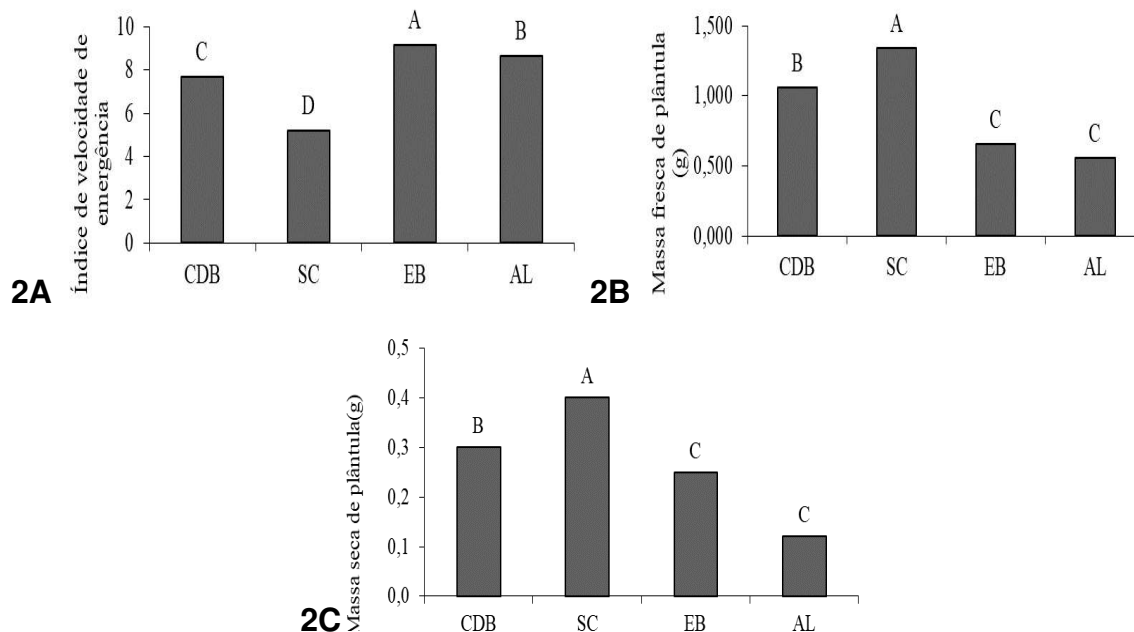 Índice de velocidade de
emergência
10
8
6
4
2
0
C
D
A
B
CDB
SC
EB
AL
2A
Massa fresca de plântula
(g)
1,500
1,000
0,500
0,000
B
A
C
C
CDB
SC
EB
AL
2B
Massa seca de plântula(g)
0,5
0,4
0,3
0,2
0,1
0,0
B
A
C
C
CDB
SC
EB
AL
2C